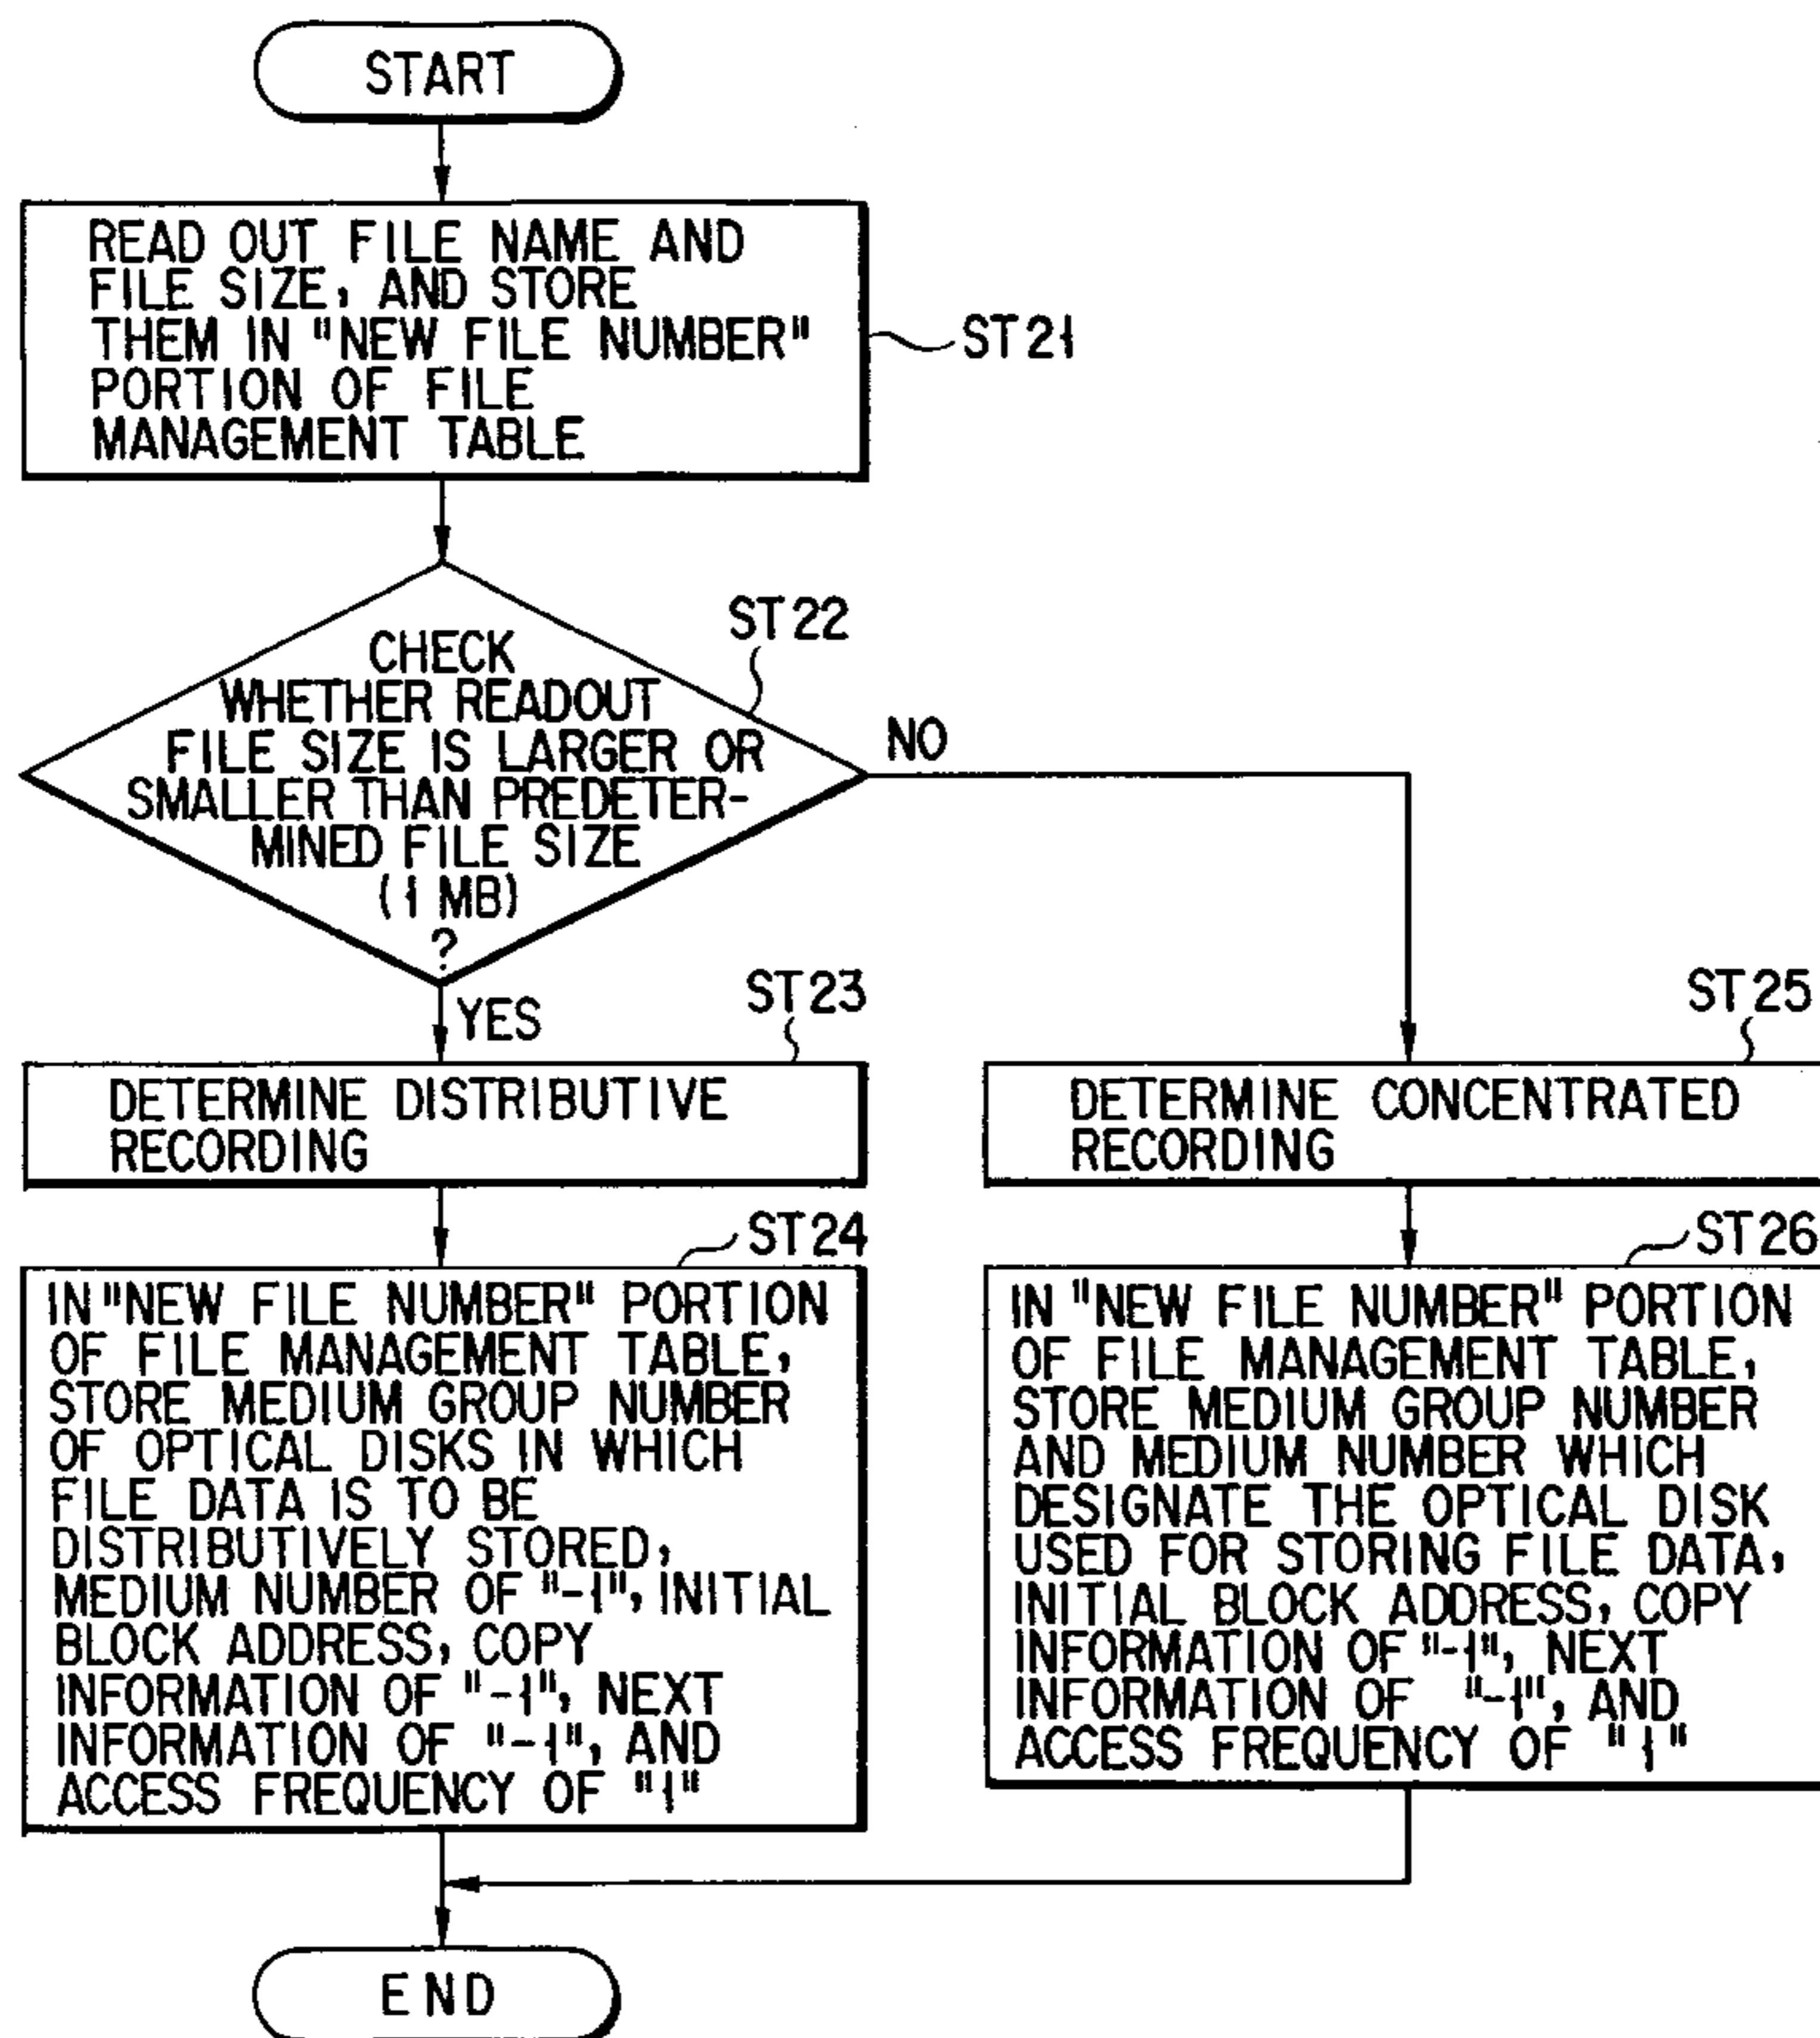 START
READ OUT FILE NAME AND
FILE SIZE, AND STORE
THEM IN "NEW FILE NUMBER"
PORTION OF FILE
MANAGEMENT TABLE
ST21
ST22
CHECK
WHETHER READOUT
FILE SIZE IS LARGER OR
SMALLER THAN PREDETER-
MINED FILE SIZE
(1 MB)
?
NO
YES
ST23
DETERMINE DISTRIBUTIVE
RECORDING
ST25
DETERMINE CONCENTRATED
RECORDING
ST24
IN "NEW FILE NUMBER" PORTION
OF FILE MANAGEMENT TABLE,
STORE MEDIUM GROUP NUMBER
OF OPTICAL DISKS IN WHICH
FILE DATA IS TO BE
DISTRIBUTIVELY STORED,
MEDIUM NUMBER OF "-1", INITIAL
BLOCK ADDRESS, COPY
INFORMATION OF "-1", NEXT
INFORMATION OF "-1", AND
ACCESS FREQUENCY OF "1"
ST26
IN "NEW FILE NUMBER" PORTION
OF FILE MANAGEMENT TABLE,
STORE MEDIUM GROUP NUMBER
AND MEDIUM NUMBER WHICH
DESIGNATE THE OPTICAL DISK
USED FOR STORING FILE DATA,
INITIAL BLOCK ADDRESS, COPY
INFORMATION OF "-1", NEXT
INFORMATION OF "-1", AND
ACCESS FREQUENCY OF "1"
END